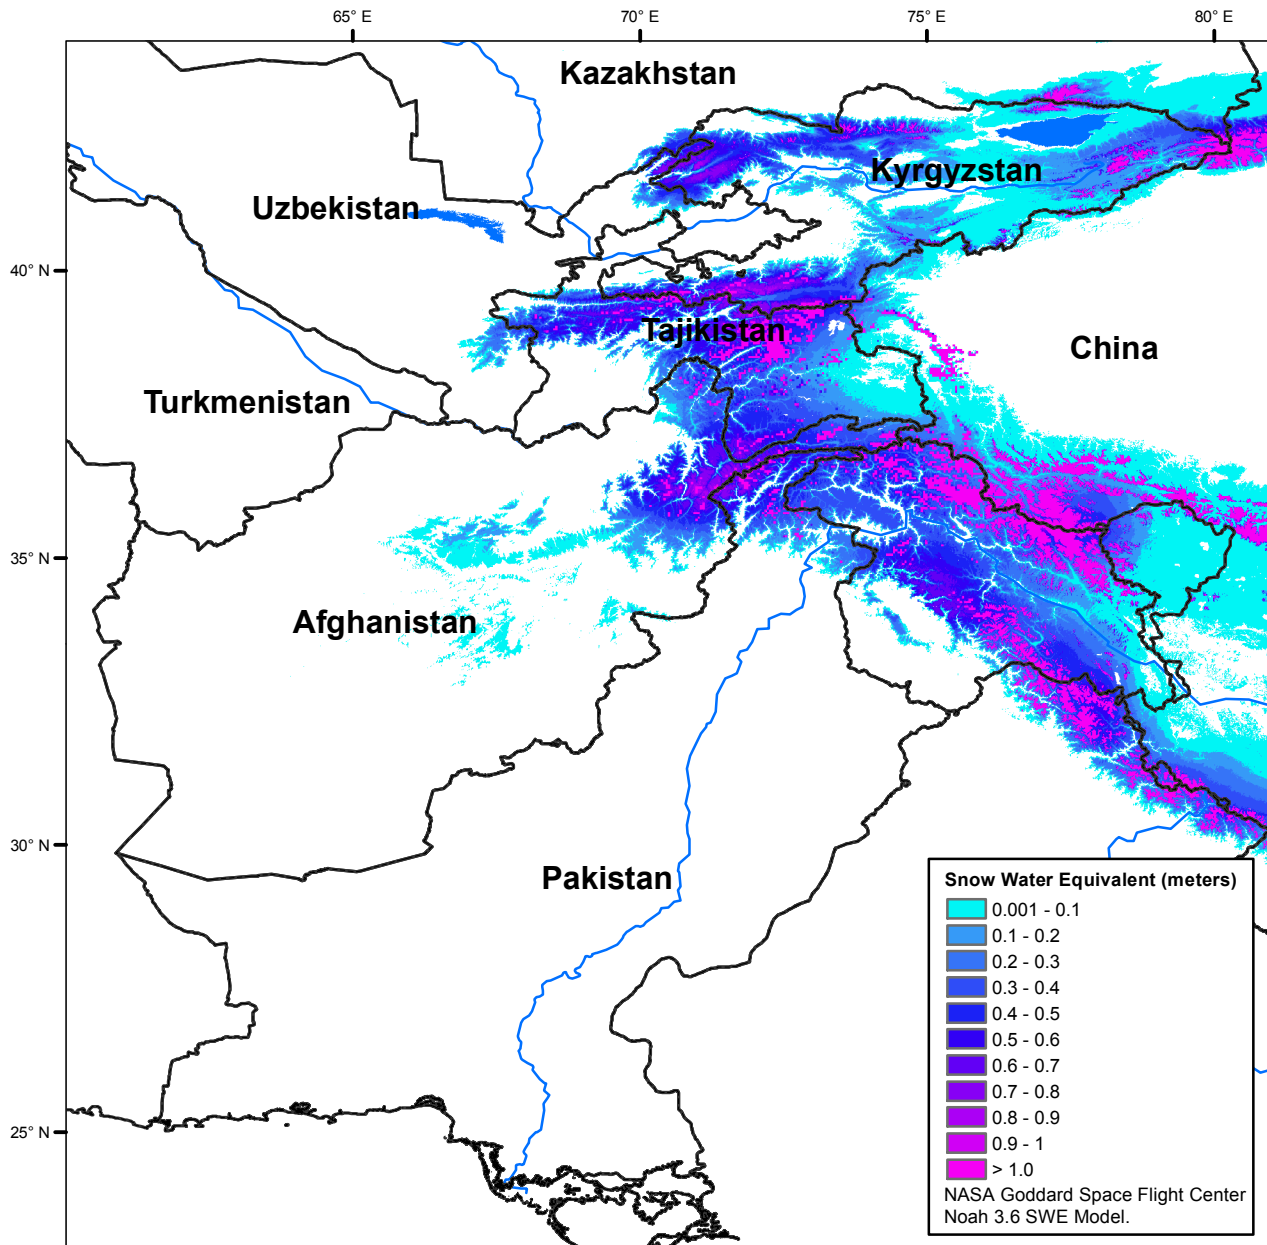 65° E
70° E
75° E
80° E
Kazakhstan
Kyrgyzstan
Uzbekistan
40° N
Tajikistan
China
Turkmenistan
35° N
Afghanistan
30° N
Pakistan
25° N
Snow Water Equivalent (meters)
0.001 - 0.1
0.1 - 0.2
0.2 - 0.3
0.3 - 0.4
0.4 - 0.5
0.5 - 0.6
0.6 - 0.7
0.7 - 0.8
0.8 - 0.9
0.9 - 1
> 1.0
NASA Goddard Space Flight Center
Noah 3.6 SWE Model.